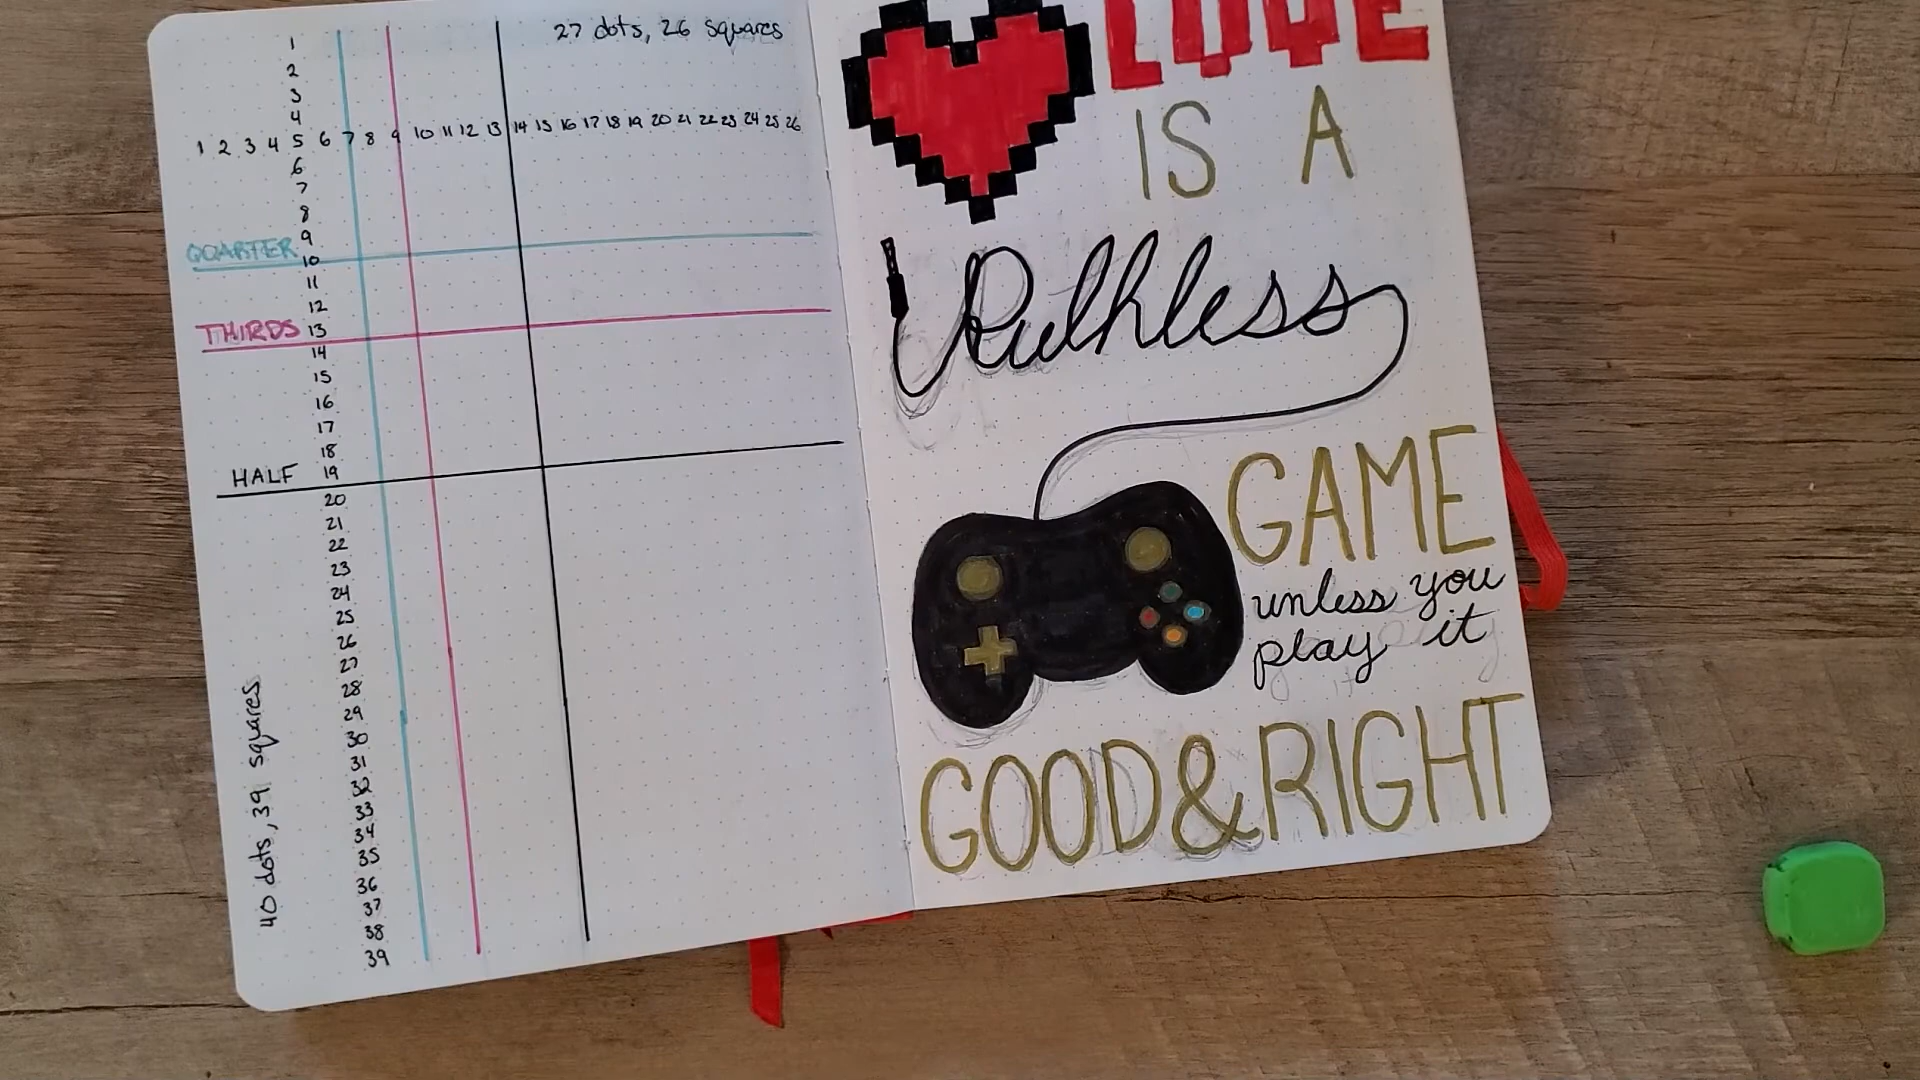 27 dots, 26 squares
1
2
3
4
1 2 3 4 5 6 7 8 9 10 11 12 13 14 15 16 17 18 19 20 21 22 23 24 25 26
6
7
8
QUARTER 9
10
11
12
THIRDS 13
14
15
16
17
18
HALF 19
20
21
22
23
24
25
26
27
28
29
30
31
32
33
34
35
36
37
38
39
40 dots, 39 squares
LOVE
IS A
Ruthless
GAME
unless you
play it
GOOD & RIGHT